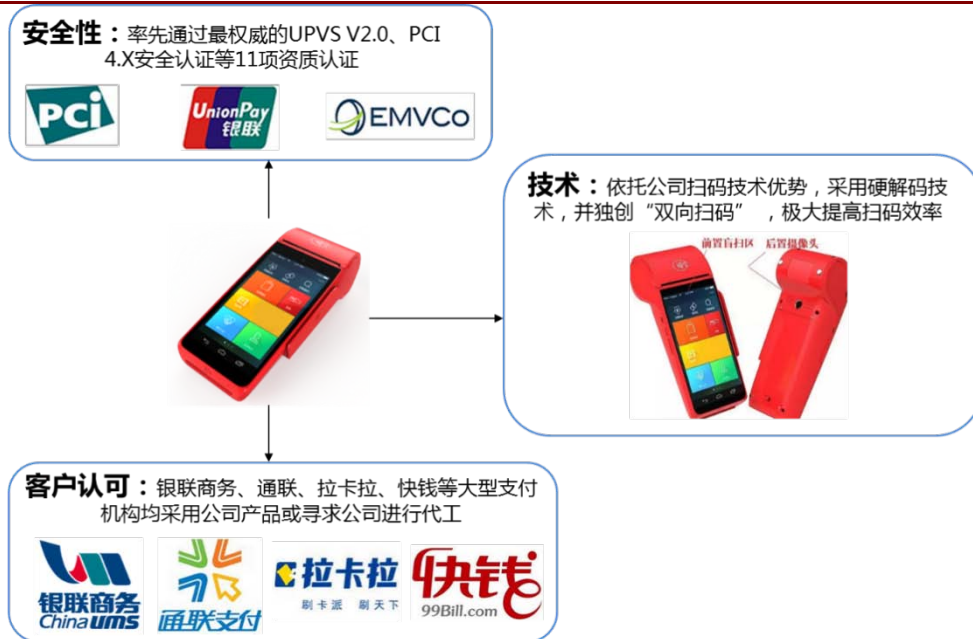 安全性：率先通过最权威的UPVS V2.0、PCI
4.X安全认证等11项资质认证
PCi
UnionPay
银联
EMVCo
技术：依托公司扫码技术优势，采用硬解码技
术，并独创“双向扫码”，极大提高扫码效率
前置盲扫区 后置摄像头
客户认可：银联商务、通联、拉卡拉、快钱等大型支付
机构均采用公司产品或寻求公司进行代工
银联商务
China ums
通联支付
拉卡拉
刷卡派 刷天下
快钱
99Bill.com